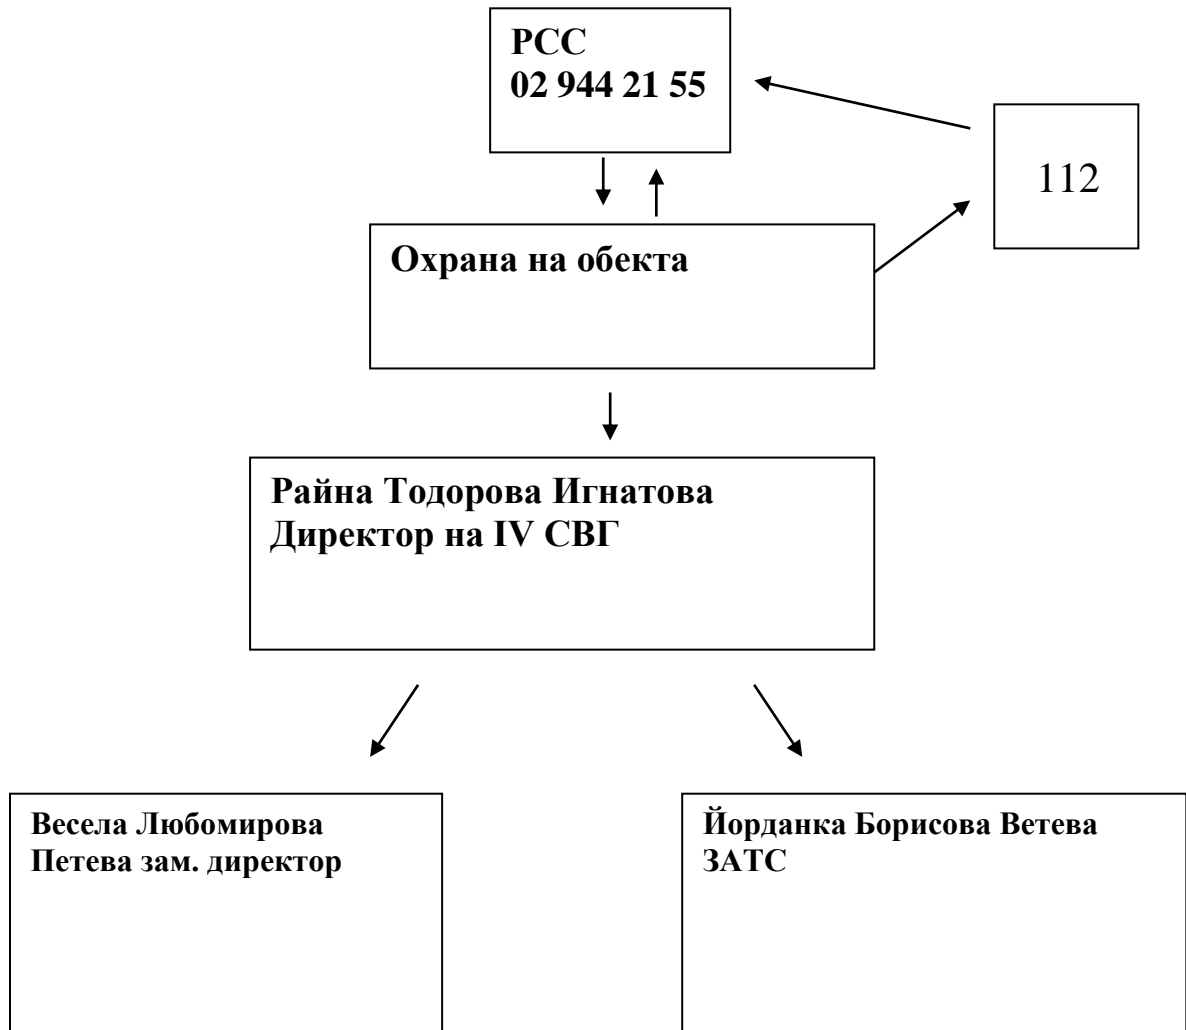 РСС
02 944 21 55
112
Охрана на обекта
Райна Тодорова Игнатова
Директор на IV СВГ
Весела Любомирова
Петева зам. директор
Йорданка Борисова Ветева
ЗАТС